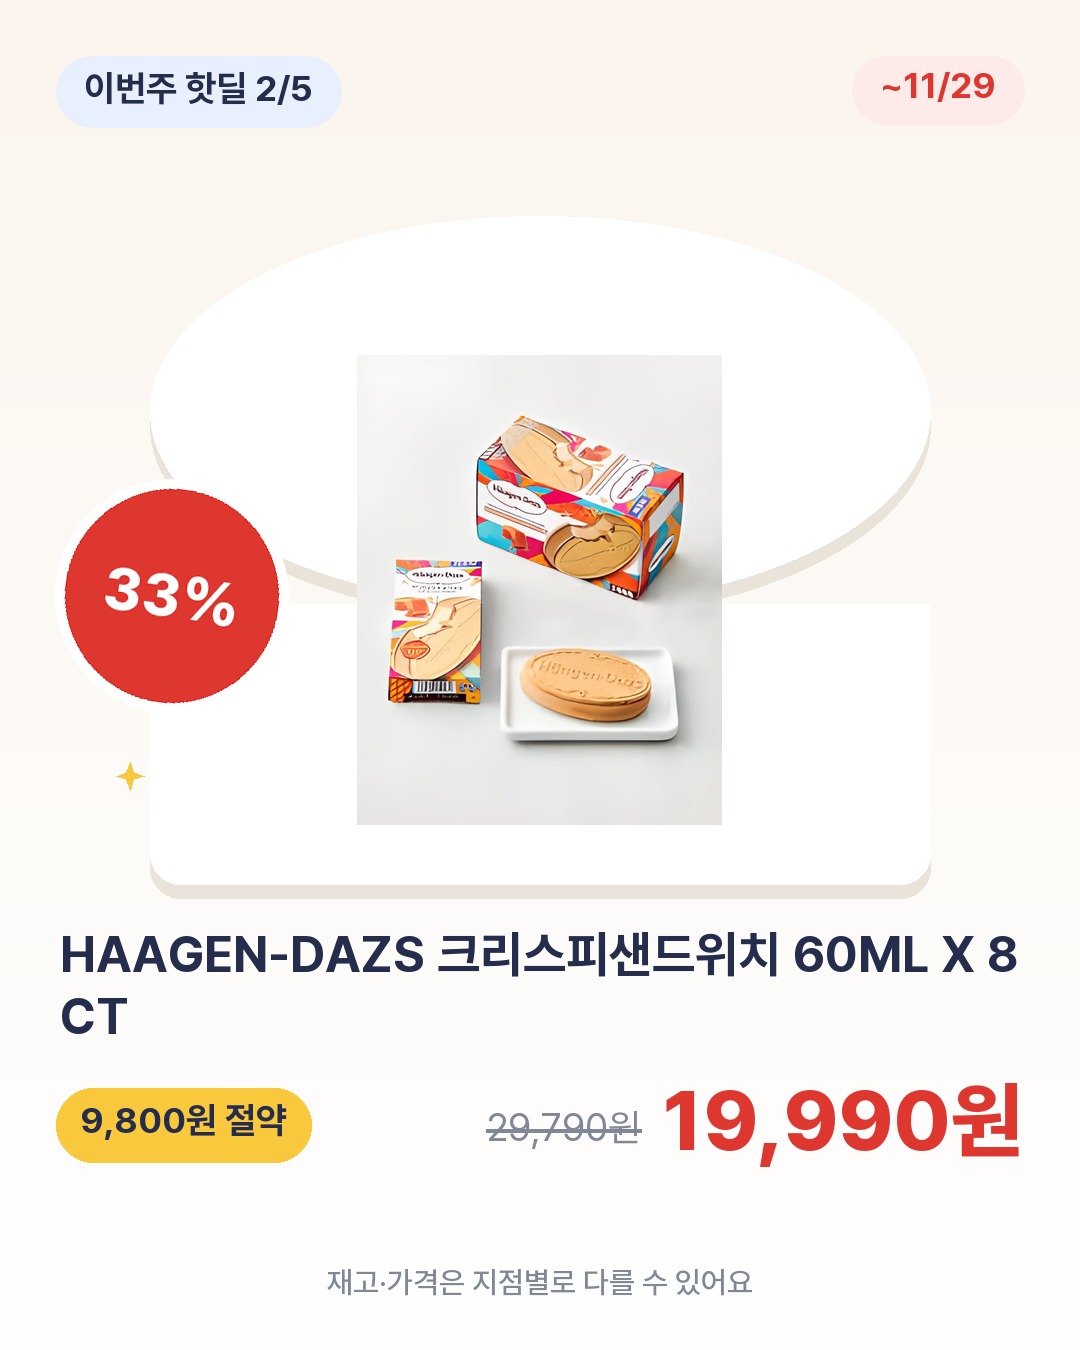 이번주 핫딜 2/5
~11/29
Häagen-Dazs
33%
HAAGEN-DAZS 크리스피샌드위치 60ML X 8
CT
9,800원 절약
29,790원 19,990원
재고·가격은 지점별로 다를 수 있어요